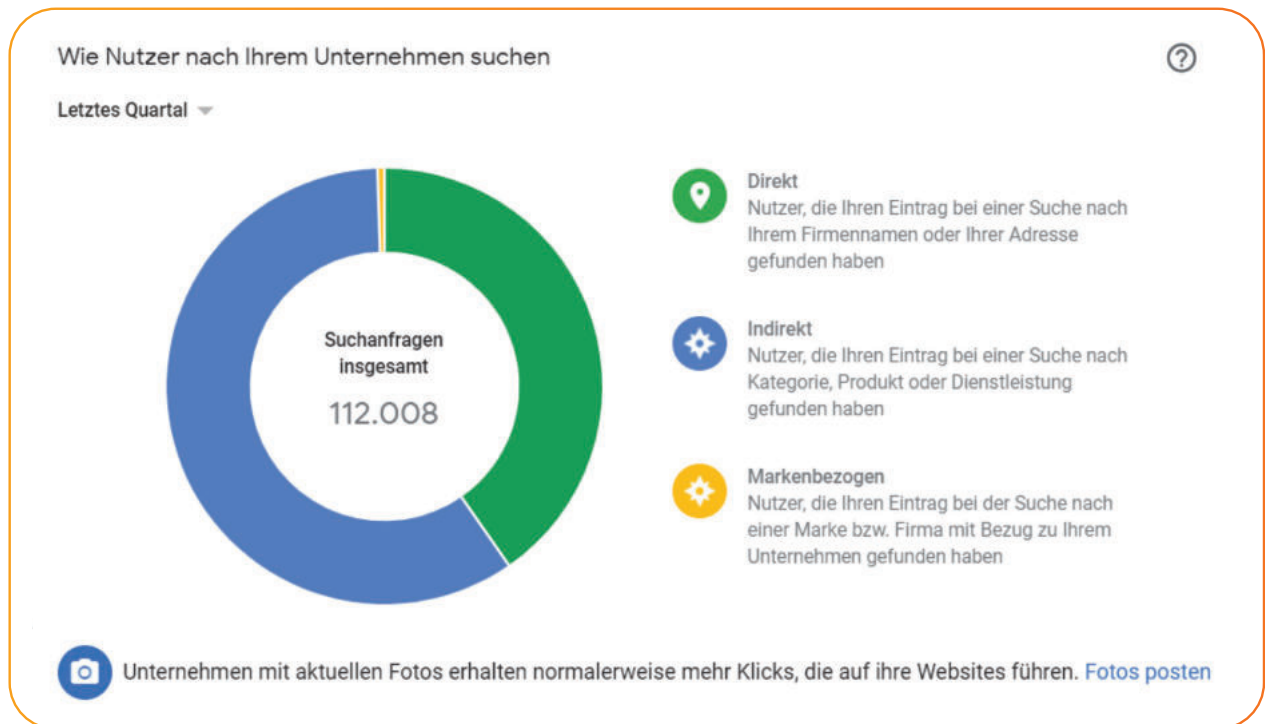 Wie Nutzer nach Ihrem Unternehmen suchen
Letztes Quartal
Suchanfragen
insgesamt
112.008
Direkt
Nutzer, die Ihren Eintrag bei einer Suche nach
Ihrem Firmennamen oder Ihrer Adresse
gefunden haben
Indirekt
Nutzer, die Ihren Eintrag bei einer Suche nach
Kategorie, Produkt oder Dienstleistung
gefunden haben
Markenbezogen
Nutzer, die Ihren Eintrag bei der Suche nach
einer Marke bzw. Firma mit Bezug zu Ihrem
Unternehmen gefunden haben
Unternehmen mit aktuellen Fotos erhalten normalerweise mehr Klicks, die auf ihre Websites führen. Fotos posten